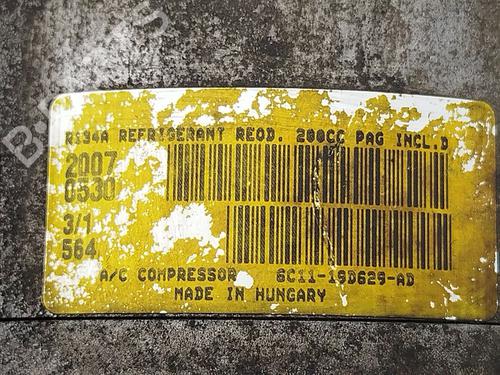 R134A REFRIGERANT REQD. 200CC PAG INCL.D
2007
0530
3/1
564
A/C COMPRESSOR 6C11-19D629-AD
MADE IN HUNGARY